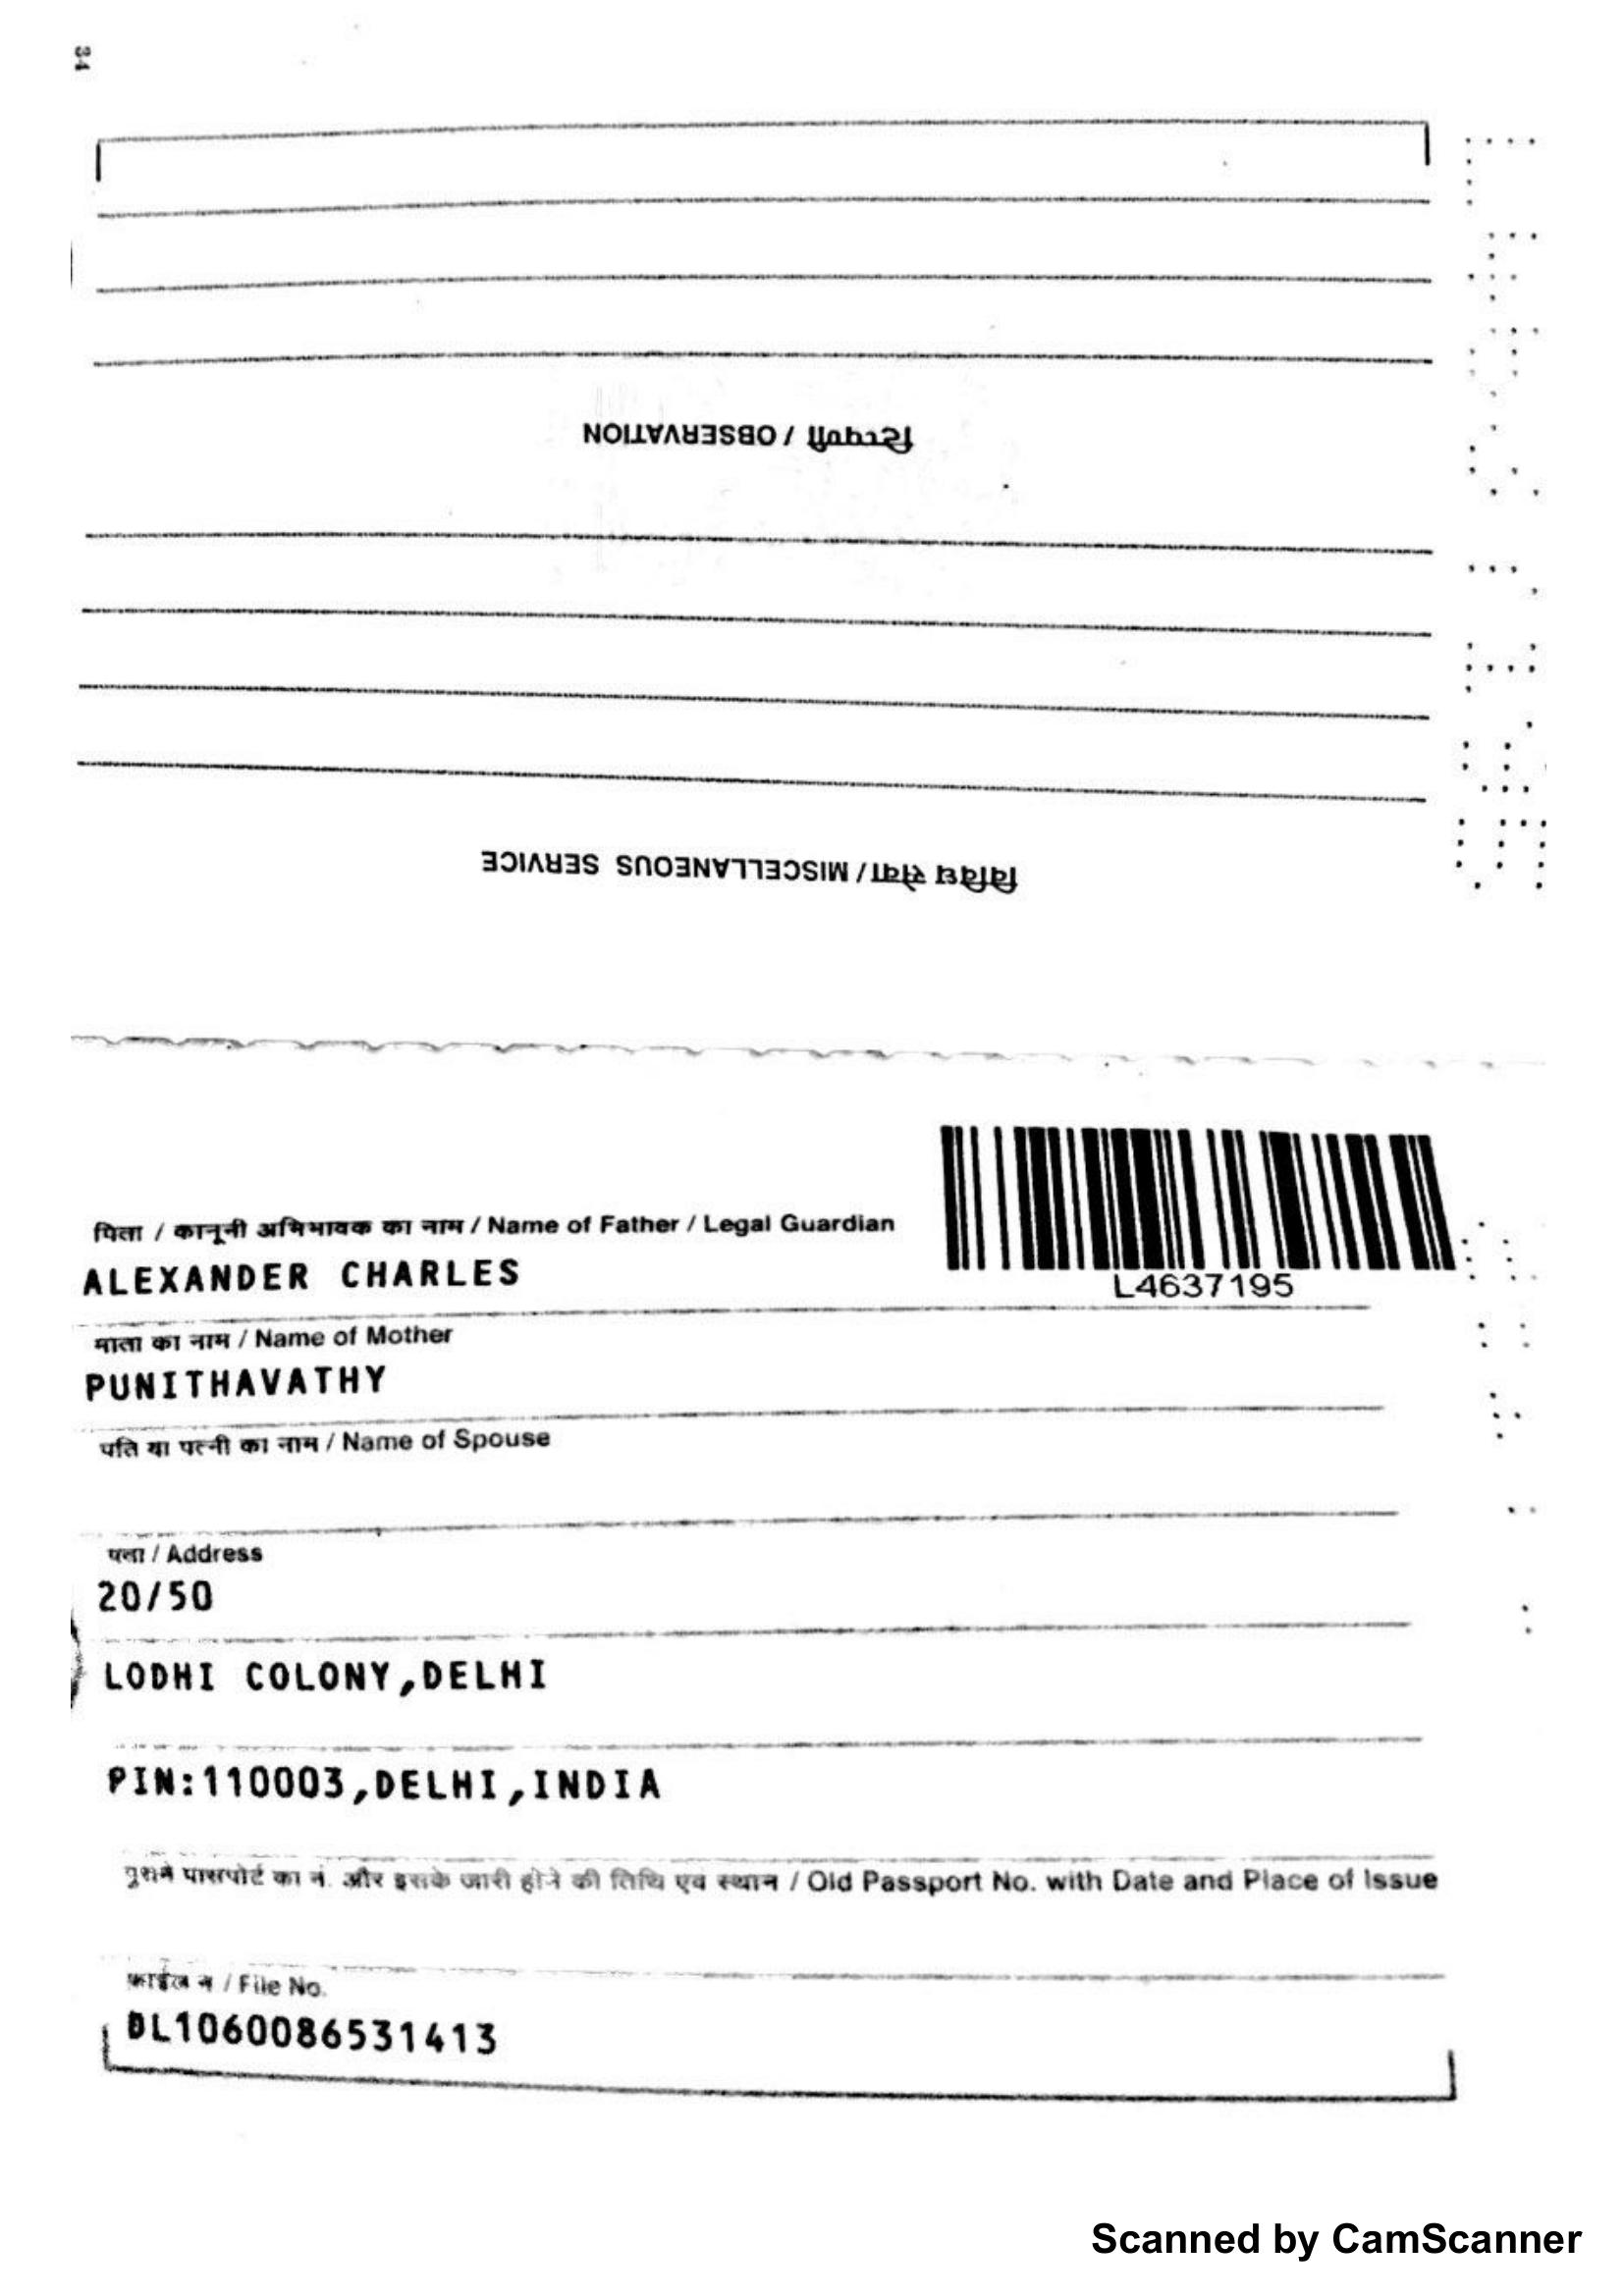 34
टिप्पणी / OBSERVATION
विविध सेवा / MISCELLANEOUS SERVICE
पिता / कानूनी अभिभावक का नाम / Name of Father / Legal Guardian
ALEXANDER CHARLES
L4637195
माता का नाम / Name of Mother
PUNITHAVATHY
पति या पत्नी का नाम / Name of Spouse
पता / Address
20/50
LODHI COLONY,DELHI
PIN:110003,DELHI,INDIA
पुराने पासपोर्ट का नं. और इसके जारी होने की तिथि एवं स्थान / Old Passport No. with Date and Place of Issue
फाईल नं / File No.
DL1060086531413
Scanned by CamScanner